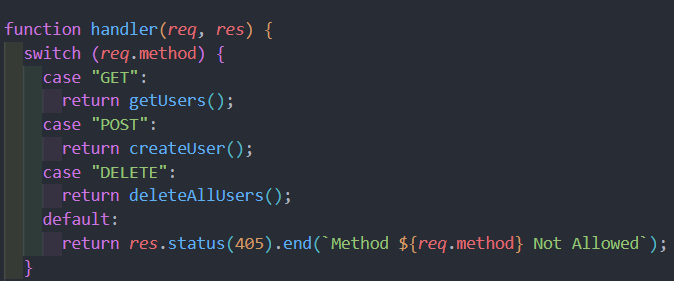 function handler(req, res) {
  switch (req.method) {
    case "GET":
      return getUsers();
    case "POST":
      return createUser();
    case "DELETE":
      return deleteAllUsers();
    default:
      return res.status(405).end(`Method ${req.method} Not Allowed`);
  }